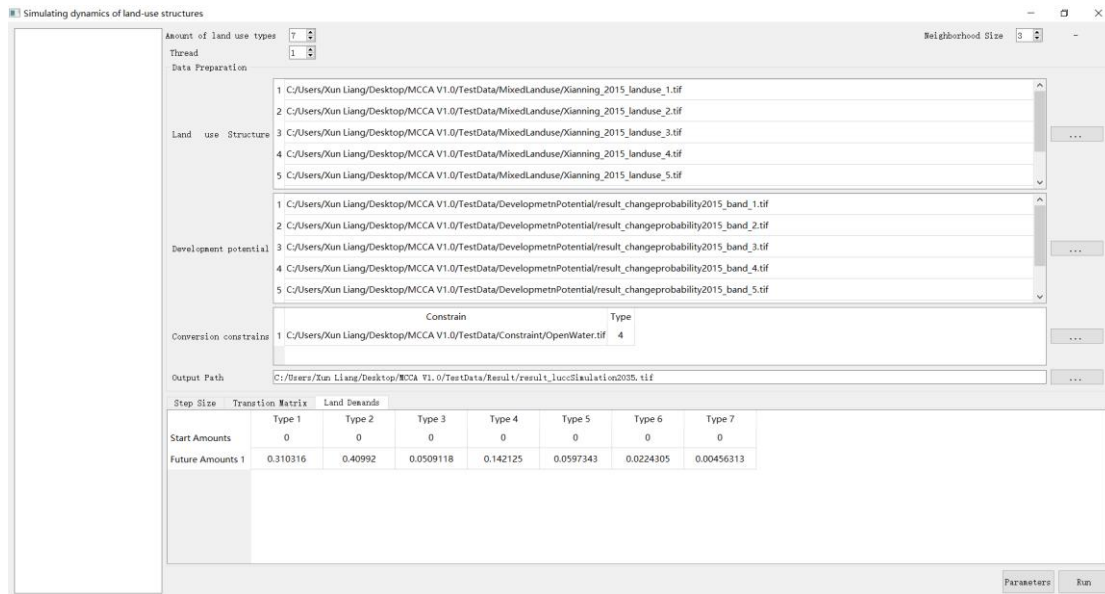 Simulating dynamics of land-use structures
Amount of land use types 7 Neighborhood Size 3
Thread 1
Data Preparation
Land use Structure
1 C:/Users/Xun Liang/Desktop/MCCA V1.0/TestData/MixedLanduse/Xianning_2015_landuse_1.tif
2 C:/Users/Xun Liang/Desktop/MCCA V1.0/TestData/MixedLanduse/Xianning_2015_landuse_2.tif
3 C:/Users/Xun Liang/Desktop/MCCA V1.0/TestData/MixedLanduse/Xianning_2015_landuse_3.tif
4 C:/Users/Xun Liang/Desktop/MCCA V1.0/TestData/MixedLanduse/Xianning_2015_landuse_4.tif
5 C:/Users/Xun Liang/Desktop/MCCA V1.0/TestData/MixedLanduse/Xianning_2015_landuse_5.tif
...
Development potential
1 C:/Users/Xun Liang/Desktop/MCCA V1.0/TestData/DevelopmetnPotential/result_changeprobability2015_band_1.tif
2 C:/Users/Xun Liang/Desktop/MCCA V1.0/TestData/DevelopmetnPotential/result_changeprobability2015_band_2.tif
3 C:/Users/Xun Liang/Desktop/MCCA V1.0/TestData/DevelopmetnPotential/result_changeprobability2015_band_3.tif
4 C:/Users/Xun Liang/Desktop/MCCA V1.0/TestData/DevelopmetnPotential/result_changeprobability2015_band_4.tif
5 C:/Users/Xun Liang/Desktop/MCCA V1.0/TestData/DevelopmetnPotential/result_changeprobability2015_band_5.tif
...
Constrain Type
Conversion constrains 1 C:/Users/Xun Liang/Desktop/MCCA V1.0/TestData/Constraint/OpenWater.tif 4 ...
Output Path C:/Users/Xun Liang/Desktop/MCCA V1.0/TestData/Result/result_luccSimulation2035.tif ...
Step Size Transtion Matrix Land Demands
Type 1 Type 2 Type 3 Type 4 Type 5 Type 6 Type 7
Start Amounts 0 0 0 0 0 0 0
Future Amounts 1 0.310316 0.40992 0.0509118 0.142125 0.0597343 0.0224305 0.00456313
Parameters Run